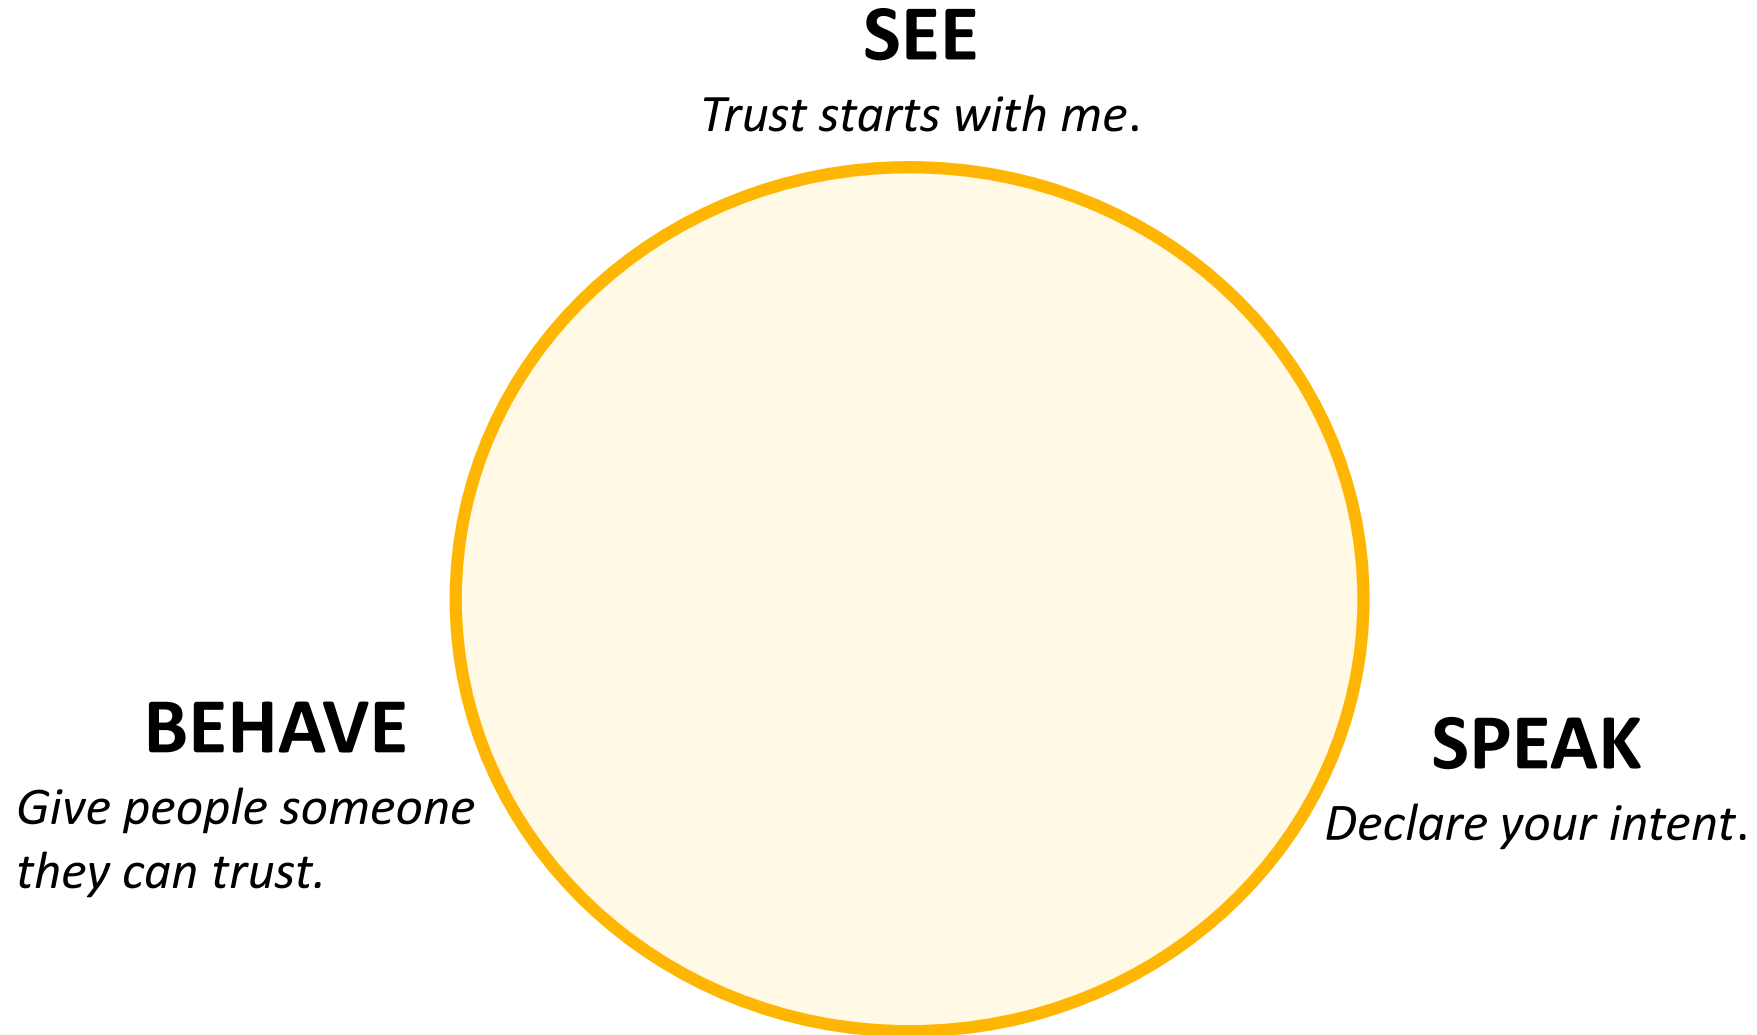 SEE
Trust starts with me.
BEHAVE
Give people someone
they can trust.
SPEAK
Declare your intent.